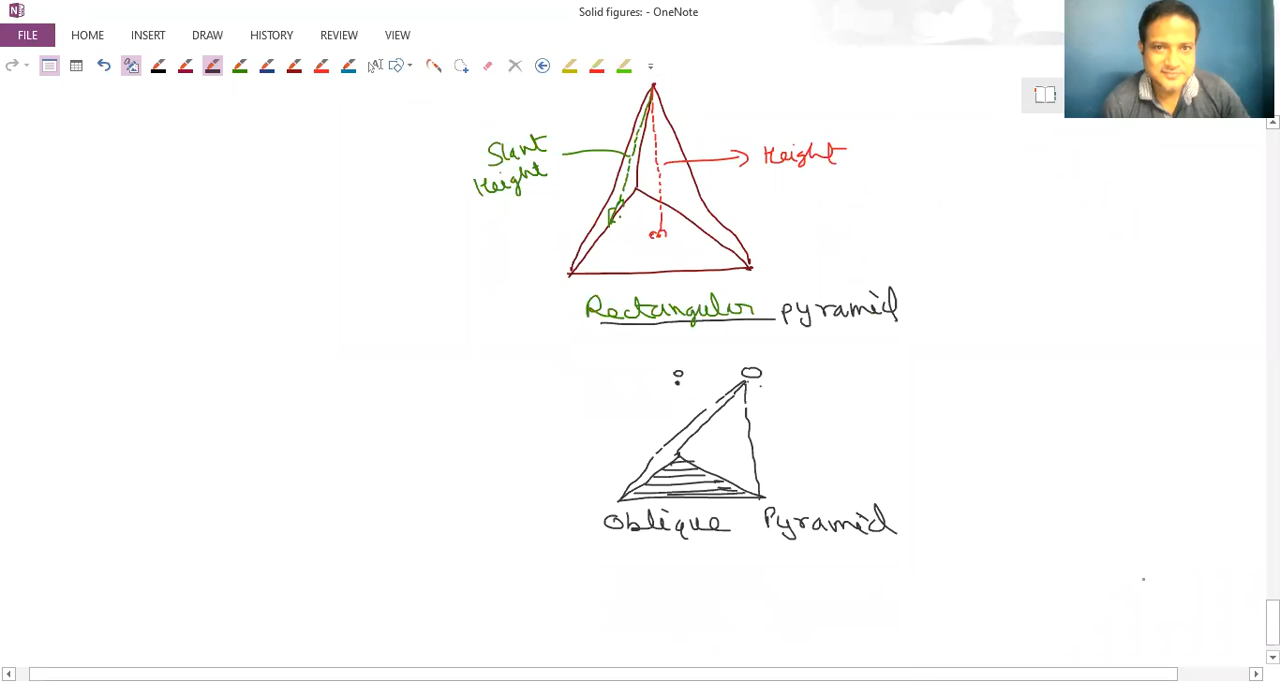 Solid figures: - OneNote
FILE HOME INSERT DRAW HISTORY REVIEW VIEW
Slant
Height
Height
Rectangular pyramid
Oblique Pyramid